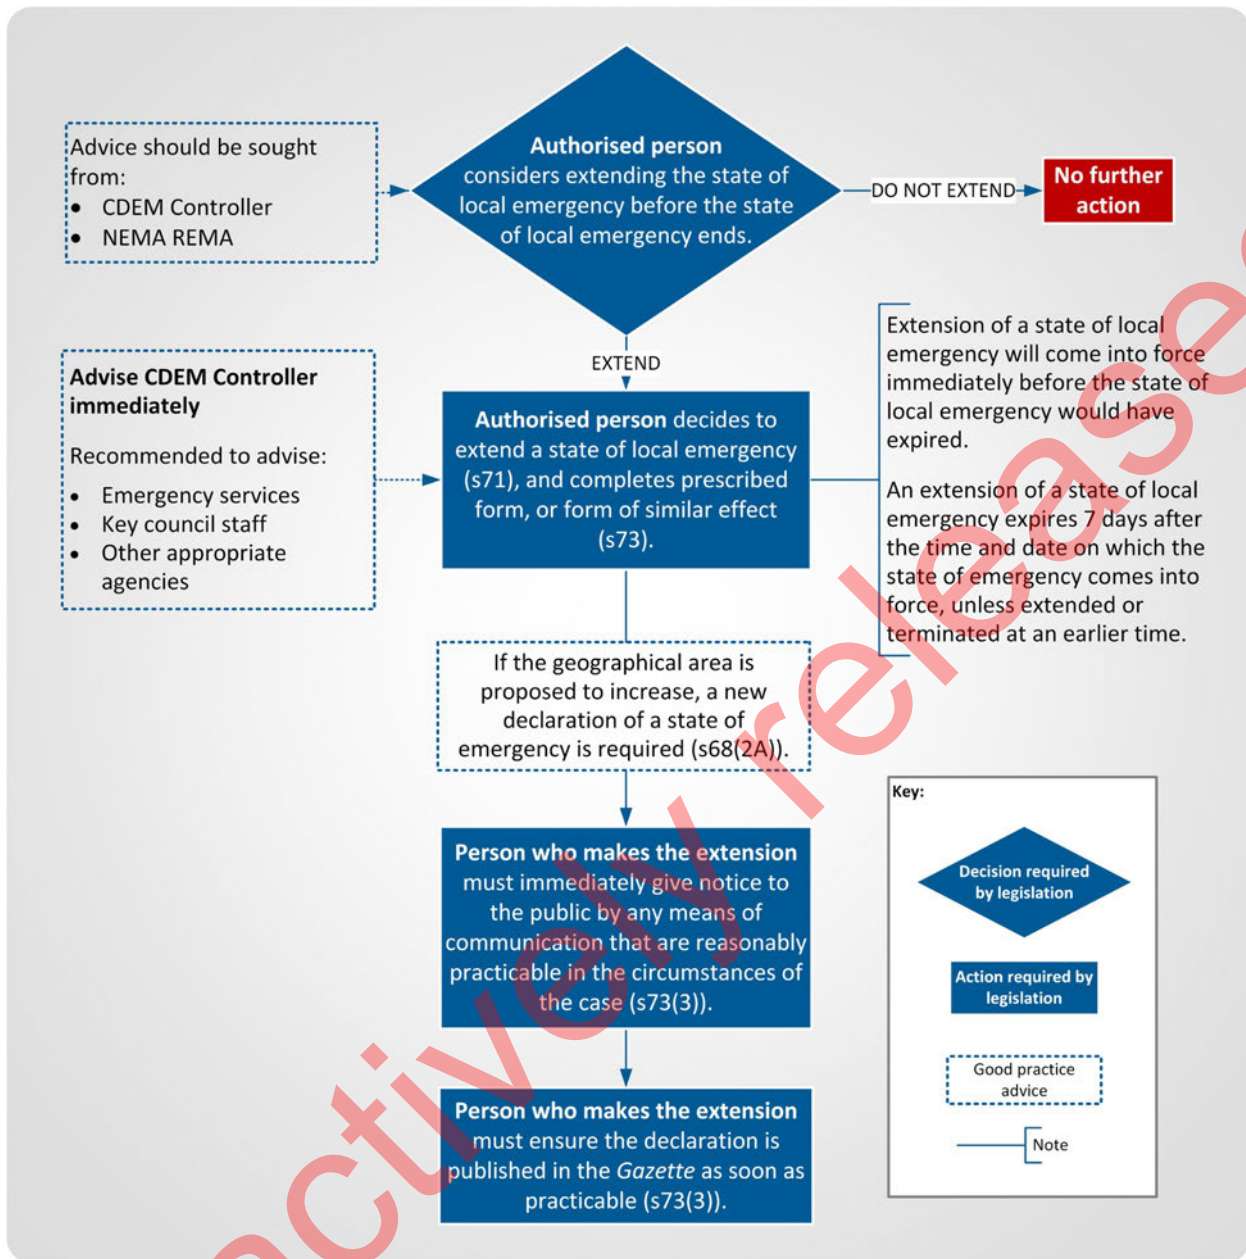 Advice should be sought
from:
• CDEM Controller
• NEMA REMA
Authorised person
considers extending the state of
local emergency before the state
of local emergency ends.
DO NOT EXTEND
No further
action
EXTEND
Advise CDEM Controller
immediately
Recommended to advise:
• Emergency services
• Key council staff
• Other appropriate
agencies
Authorised person decides to
extend a state of local emergency
(s71), and completes prescribed
form, or form of similar effect
(s73).
Extension of a state of local
emergency will come into force
immediately before the state of
local emergency would have
expired.
An extension of a state of local
emergency expires 7 days after
the time and date on which the
state of emergency comes into
force, unless extended or
terminated at an earlier time.
If the geographical area is
proposed to increase, a new
declaration of a state of
emergency is required (s68(2A)).
Person who makes the extension
must immediately give notice to
the public by any means of
communication that are reasonably
practicable in the circumstances of
the case (s73(3)).
Person who makes the extension
must ensure the declaration is
published in the Gazette as soon as
practicable (s73(3)).
Key:
Decision required
by legislation
Action required by
legislation
Good practice
advice
Note
actively release